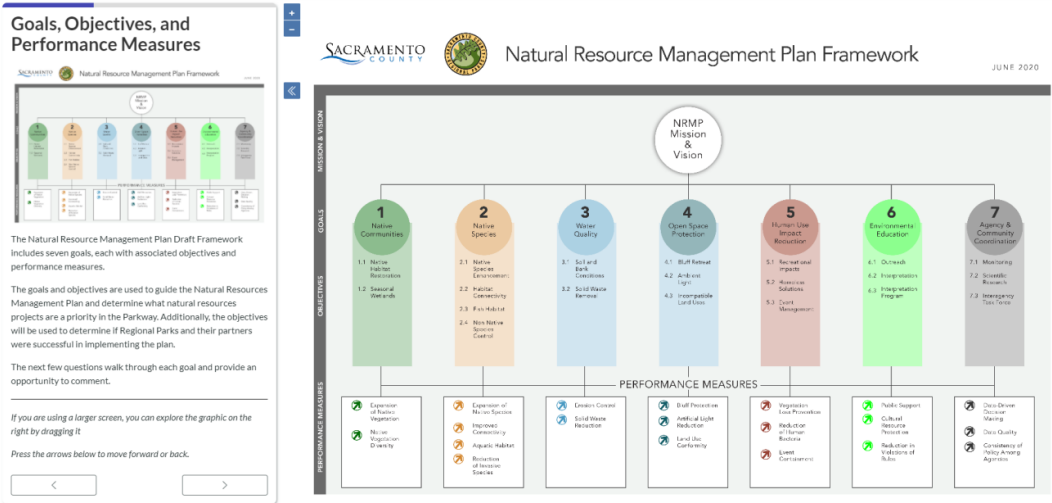 Goals, Objectives, and
Performance Measures
SACRAMENTO
COUNTY
Natural Resource Management Plan Framework
The Natural Resource Management Plan Draft Framework
includes seven goals, each with associated objectives and
performance measures.
The goals and objectives are used to guide the Natural Resources
Management Plan and determine what natural resources
projects are a priority in the Parkway. Additionally, the objectives
will be used to determine if Regional Parks and their partners
were successful in implementing the plan.
The next few questions walk through each goal and provide an
opportunity to comment.
If you are using a larger screen, you can explore the graphic on the
right by dragging it
Press the arrows below to move forward or back.
SACRAMENTO
COUNTY
Natural Resource Management Plan Framework
JUNE 2020
MISSION & VISION
NRMP
Mission
&
Vision
GOALS
1
Native
Communities
2
Native
Species
3
Water
Quality
4
Open Space
Protection
5
Human Use
Impact
Reduction
6
Environmental
Education
7
Agency &
Community
Coordination
OBJECTIVES
1.1 Native
Habitat
Restoration
1.2 Seasonal
Wetlands
2.1 Native
Species
Enhancement
2.2 Habitat
Connectivity
2.3 Fish Habitat
2.4 Non-Native
Species
Control
3.1 Soil and
Bank
Conditions
3.2 Solid Waste
Removal
4.1 Bluff Retreat
4.2 Ambient
Light
4.3 Incompatible
Land Uses
5.1 Recreational
Impacts
5.2 Homeless
Solutions
5.3 Event
Management
6.1 Outreach
6.2 Interpretation
6.3 Interpretation
Program
7.1 Monitoring
7.2 Scientific
Research
7.3 Interagency
Task Force
PERFORMANCE MEASURES
PERFORMANCE MEASURES
Expansion
of Native
Vegetation
Native
Vegetation
Diversity
Expansion of
Native Species
Improved
Connectivity
Aquatic Habitat
Reduction
of Invasive
Species
Erosion Control
Solid Waste
Reduction
Bluff Protection
Artificial Light
Reduction
Land Use
Conformity
Vegetation
Loss Prevention
Reduction
of Human
Bacteria
Event
Containment
Public Support
Cultural
Resource
Protection
Reduction in
Violations of
Rules
Data-Driven
Decision
Making
Data Quality
Consistency of
Policy Among
Agencies